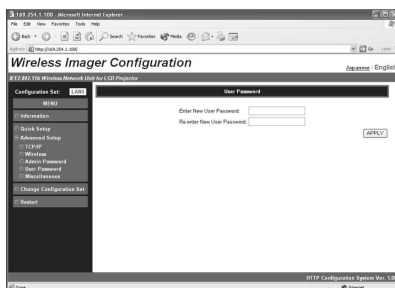 169.254.1.100 - Microsoft Internet Explorer
File Edit View Favorites Tools Help
Back Search Favorites Media
Address http://169.254.1.100/ Go Links
Wireless Imager Configuration
Japanese / English
IEEE802.11b Wireless Network Unit for LCD Projector
Configuration Set: LAN1
User Password
MENU
Enter New User Password:
Information
Re-enter New User Password:
APPLY
Quick Setup
Advanced Setup
TCP/IP
Wireless
Admin Password
User Password
Miscellaneous
Change Configuration Set
Restart
HTTP Configuration System Ver. 1.0
Done
Internet